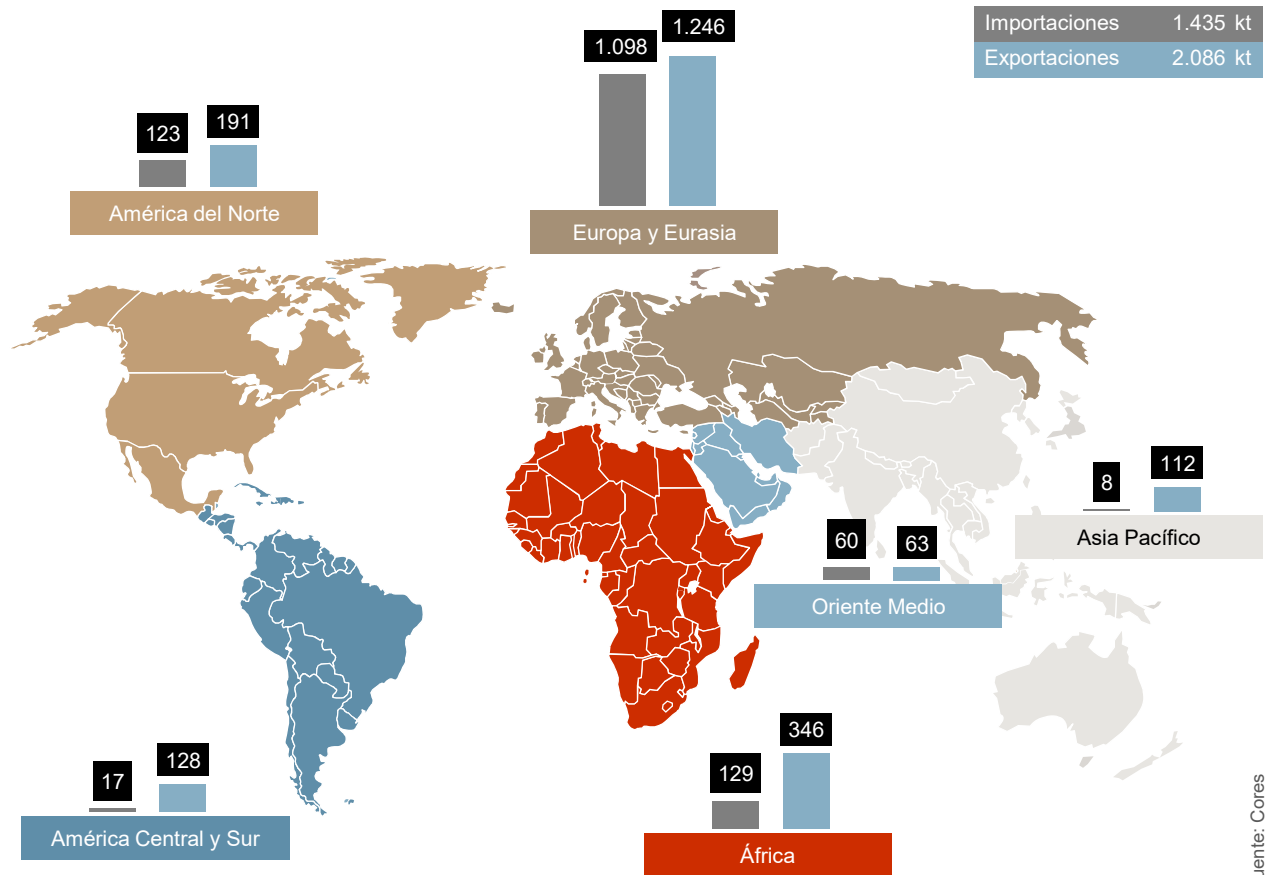 Importaciones 1.435 kt
Exportaciones 2.086 kt
1.098 1.246
Europa y Eurasia
123 191
América del Norte
8 112
Asia Pacífico
60 63
Oriente Medio
17 128
América Central y Sur
129 346
África
uente: Cores